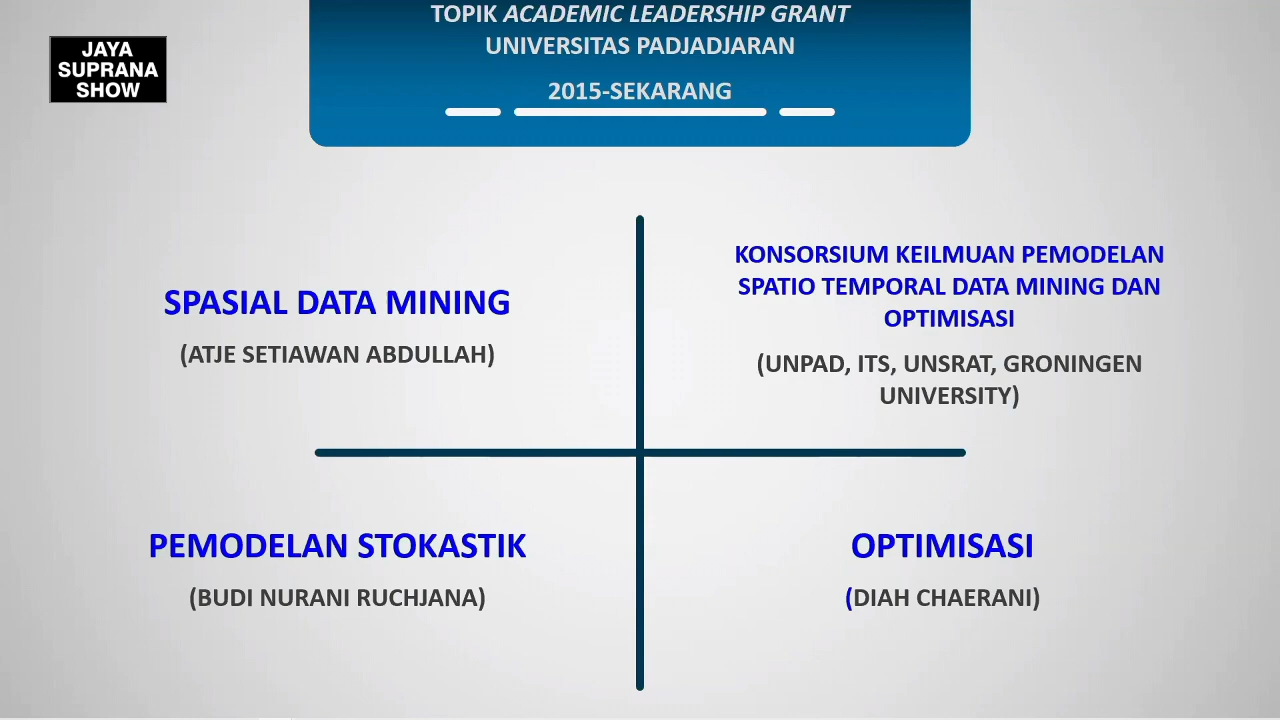 TOPIK ACADEMIC LEADERSHIP GRANT
UNIVERSITAS PADJADJARAN
2015-SEKARANG
JAYA
SUPRANA
SHOW
SPASIAL DATA MINING
(ATJE SETIAWAN ABDULLAH)
KONSORSIUM KEILMUAN PEMODELAN
SPATIO TEMPORAL DATA MINING DAN
OPTIMISASI
(UNPAD, ITS, UNSRAT, GRONINGEN
UNIVERSITY)
PEMODELAN STOKASTIK
(BUDI NURANI RUCHJANA)
OPTIMISASI
(DIAH CHAERANI)